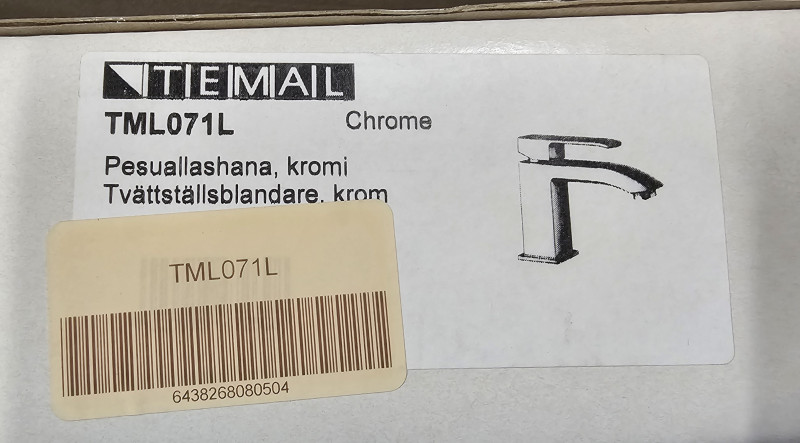 TEMAL
TML071L Chrome
Pesuallashana, kromi
Tvättställsblandare, krom
TML071L
6438268080504